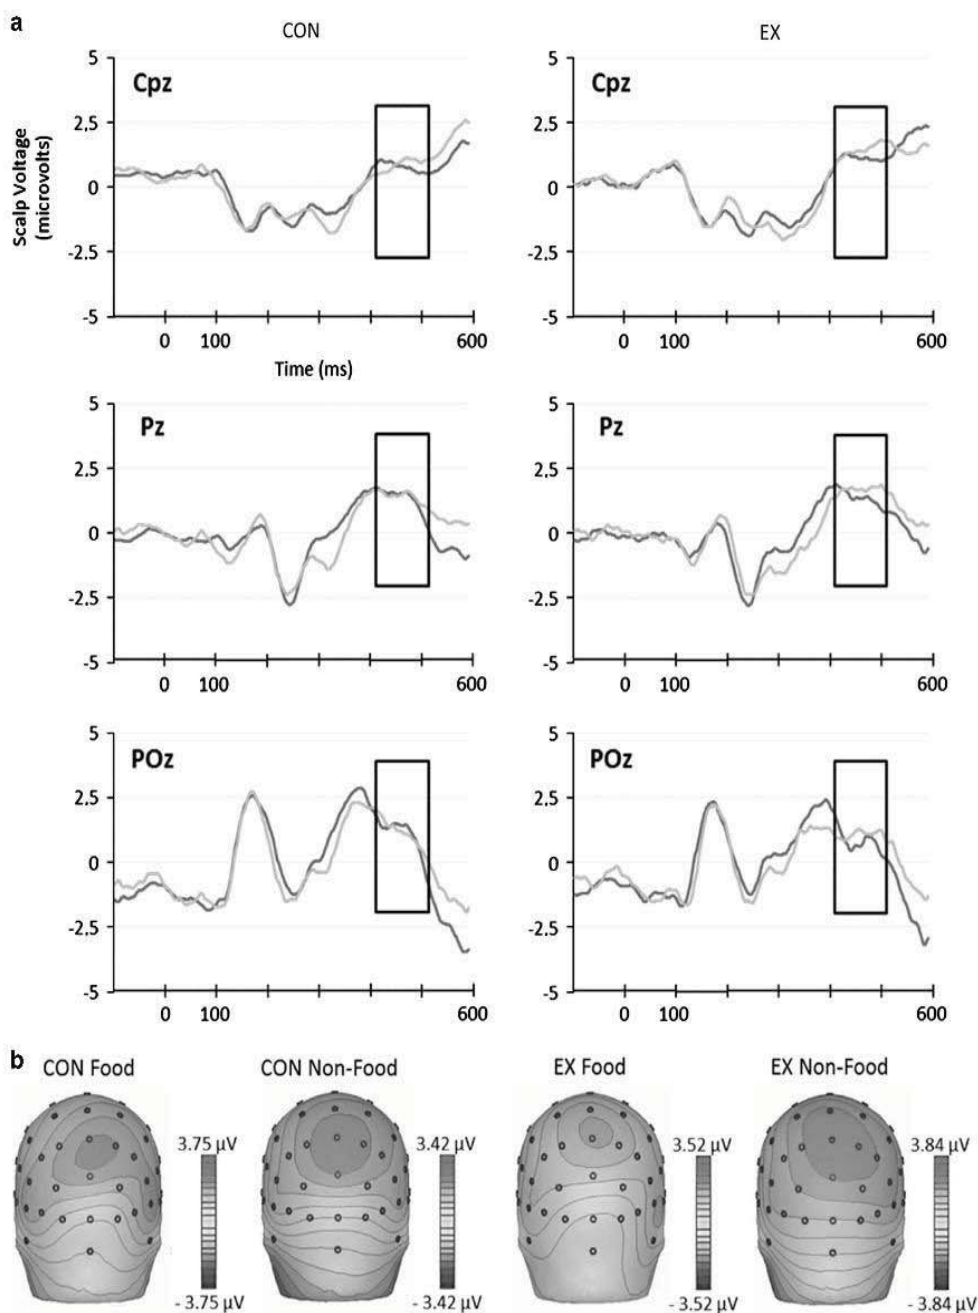 a
CON
EX
Cpz
5
2.5
0
-2.5
-5
Scalp Voltage
(microvolts)
0 100 600
Time (ms)
Cpz
5
2.5
0
-2.5
-5
0 100 600
Pz
5
2.5
0
-2.5
-5
0 100 600
Pz
5
2.5
0
-2.5
-5
0 100 600
POz
5
2.5
0
-2.5
-5
0 100 600
POz
5
2.5
0
-2.5
-5
0 100 600
b
CON Food
3.75 µV
- 3.75 µV
CON Non-Food
3.42 µV
- 3.42 µV
EX Food
3.52 µV
- 3.52 µV
EX Non-Food
3.84 µV
- 3.84 µV